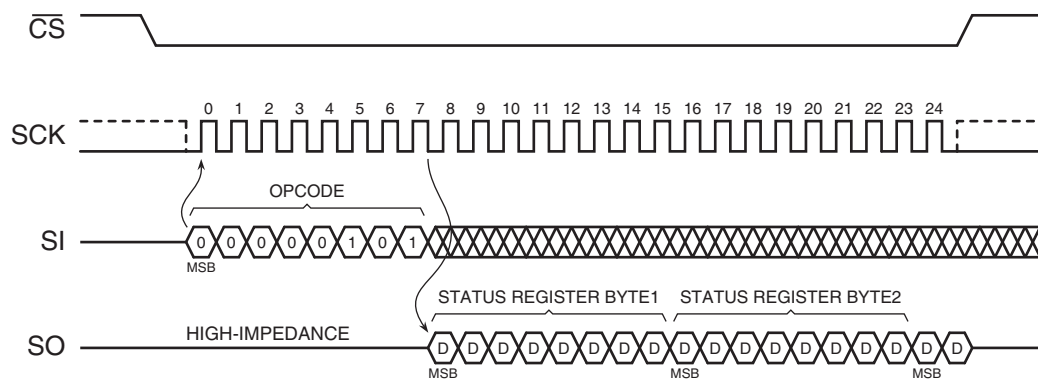 CS
0 1 2 3 4 5 6 7 8 9 10 11 12 13 14 15 16 17 18 19 20 21 22 23 24
SCK
OPCODE
SI 0 0 0 0 0 1 0 1
MSB
STATUS REGISTER BYTE1 STATUS REGISTER BYTE2
HIGH-IMPEDANCE
SO D D D D D D D D D D D D D D D D D D
MSB MSB MSB